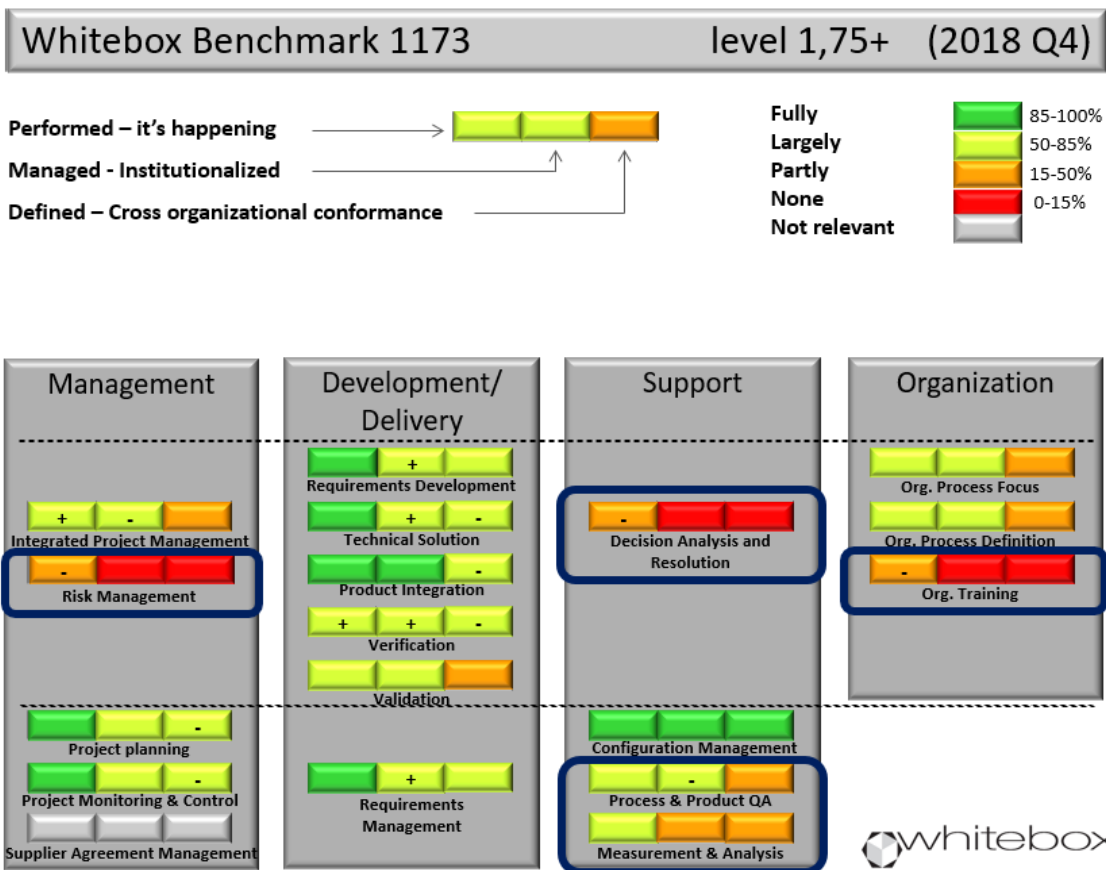 Whitebox Benchmark 1173 level 1,75+ (2018 Q4)
Performed – it's happening
Managed - Institutionalized
Defined – Cross organizational conformance
Fully 85-100%
Largely 50-85%
Partly 15-50%
None 0-15%
Not relevant
Management
+ -
Integrated Project Management
-
Risk Management
-
Project planning
-
Project Monitoring & Control
Supplier Agreement Management
Development/
Delivery
+
Requirements Development
+ -
Technical Solution
-
Product Integration
+ + -
Verification
Validation
+
Requirements
Management
Support
-
Decision Analysis and
Resolution
Configuration Management
-
Process & Product QA
Measurement & Analysis
Organization
Org. Process Focus
Org. Process Definition
-
Org. Training
whitebox